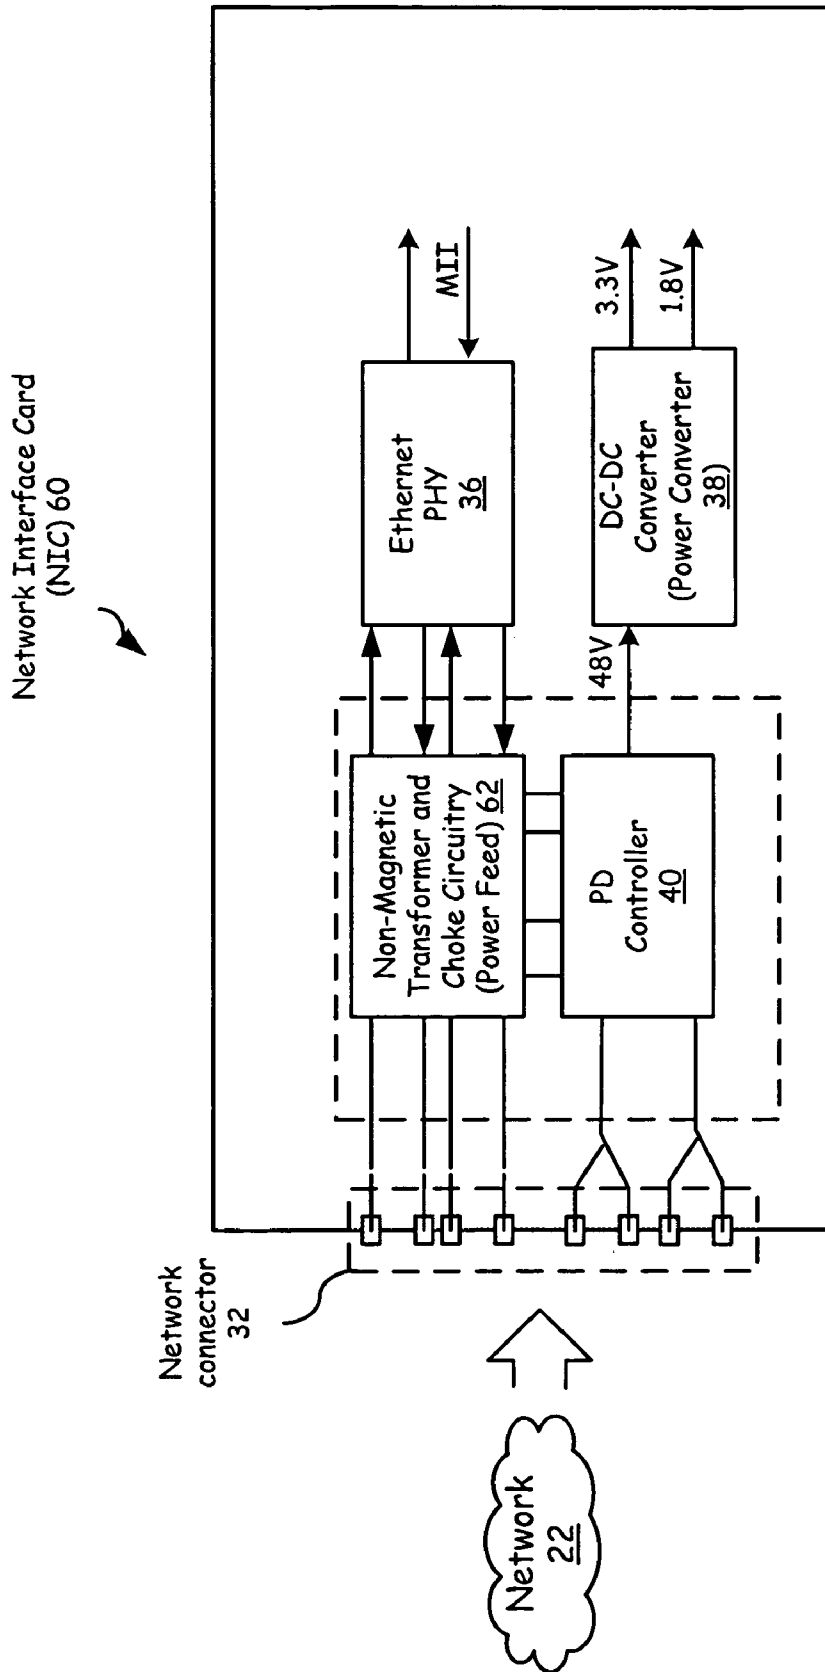 Network Interface Card
(NIC) 60
Network
connector
32
Network
22
Non-Magnetic
Transformer and
Choke Circuitry
(Power Feed) 62
PD
Controller
40
Ethernet
PHY
36
MII
48V
DC-DC
Converter
(Power Converter
38)
3.3V
1.8V